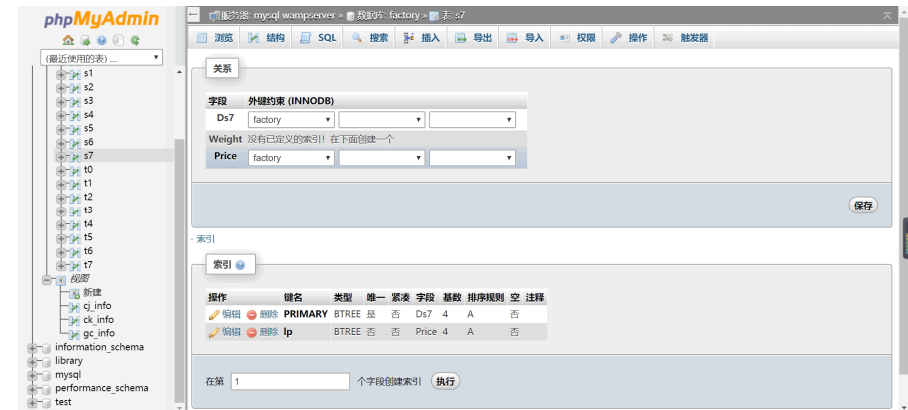 phpMyAdmin
(最近使用的表) ...
s1
s2
s3
s4
s5
s6
s7
t0
t1
t2
t3
t4
t5
t6
t7
视图
新建
cj_info
ck_info
gc_info
information_schema
library
mysql
performance_schema
test
服务器: mysql wampserver » 数据库: factory » 表: s7
浏览 结构 SQL 搜索 插入 导出 导入 权限 操作 触发器
关系
字段 外键约束 (INNODB)
Ds7 factory
Weight 没有已定义的索引! 在下面创建一个
Price factory
保存
- 索引
索引
操作 键名 类型 唯一 紧凑 字段 基数 排序规则 空 注释
编辑 删除 PRIMARY BTREE 是 否 Ds7 4 A 否
编辑 删除 lp BTREE 否 否 Price 4 A 否
在第 1 个字段创建索引 执行